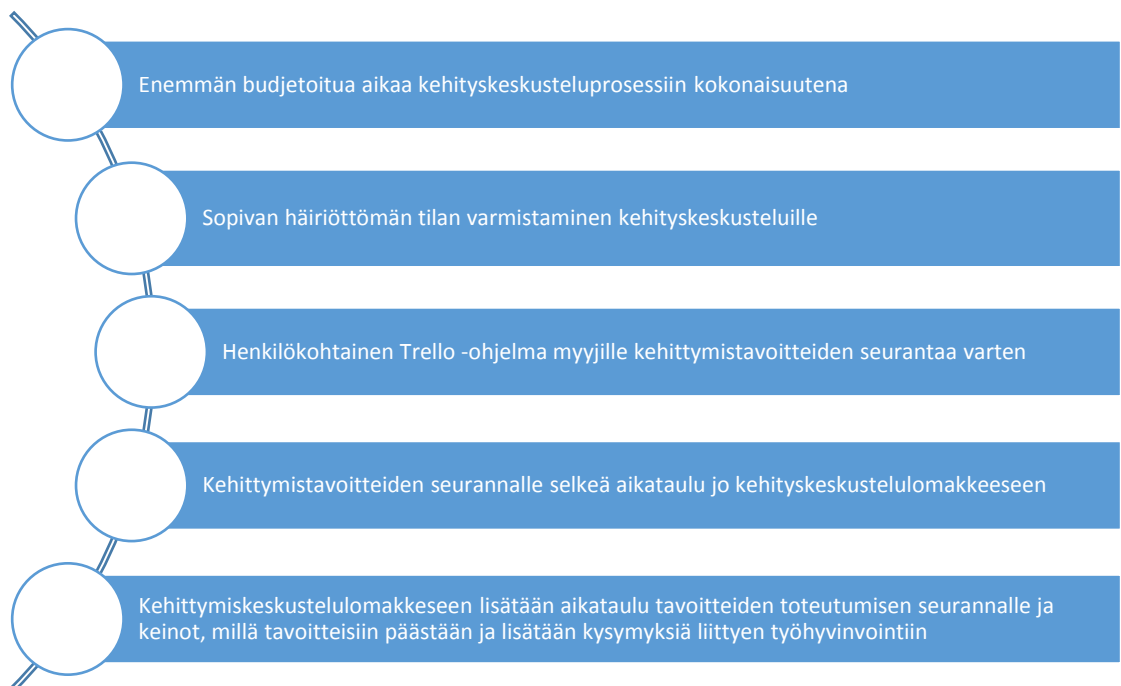 Enemmän budjetoitua aikaa kehityskeskusteluprosessiin kokonaisuutena
Sopivan häiriöttömän tilan varmistaminen kehityskeskusteluille
Henkilökohtainen Trello -ohjelma myyjille kehittymistavoitteiden seurantaa varten
Kehittymistavoitteiden seurannalle selkeä aikataulu jo kehityskeskustelulomakkeeseen
Kehittymiskeskustelulomakkeseen lisätään aikataulu tavoitteiden toteutumisen seurannalle ja
keinot, millä tavoitteisiin päästään ja lisätään kysymyksiä liittyen työhyvinvointiin